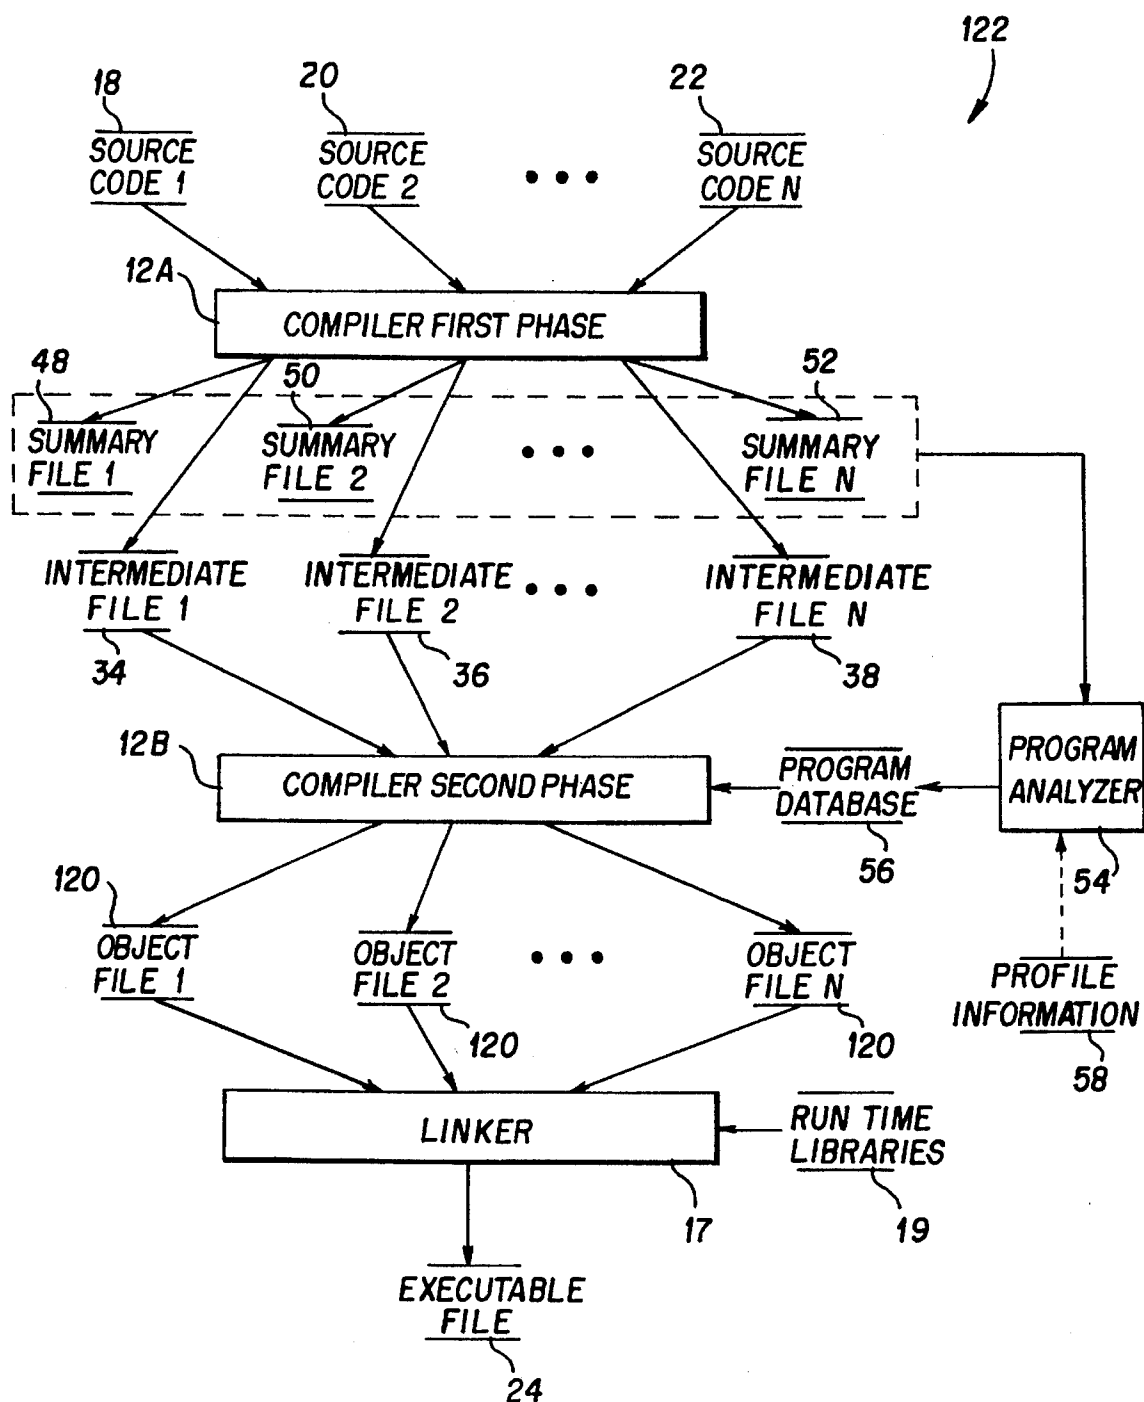 122
18
20
22
SOURCE
CODE 1
SOURCE
CODE 2
SOURCE
CODE N
12A
COMPILER FIRST PHASE
48
50
52
SUMMARY
FILE 1
SUMMARY
FILE 2
SUMMARY
FILE N
INTERMEDIATE
FILE 1
34
INTERMEDIATE
FILE 2
36
INTERMEDIATE
FILE N
38
12B
COMPILER SECOND PHASE
PROGRAM
DATABASE
56
PROGRAM
ANALYZER
54
120
OBJECT
FILE 1
OBJECT
FILE 2
120
OBJECT
FILE N
120
PROFILE
INFORMATION
58
LINKER
17
RUN TIME
LIBRARIES
19
EXECUTABLE
FILE
24